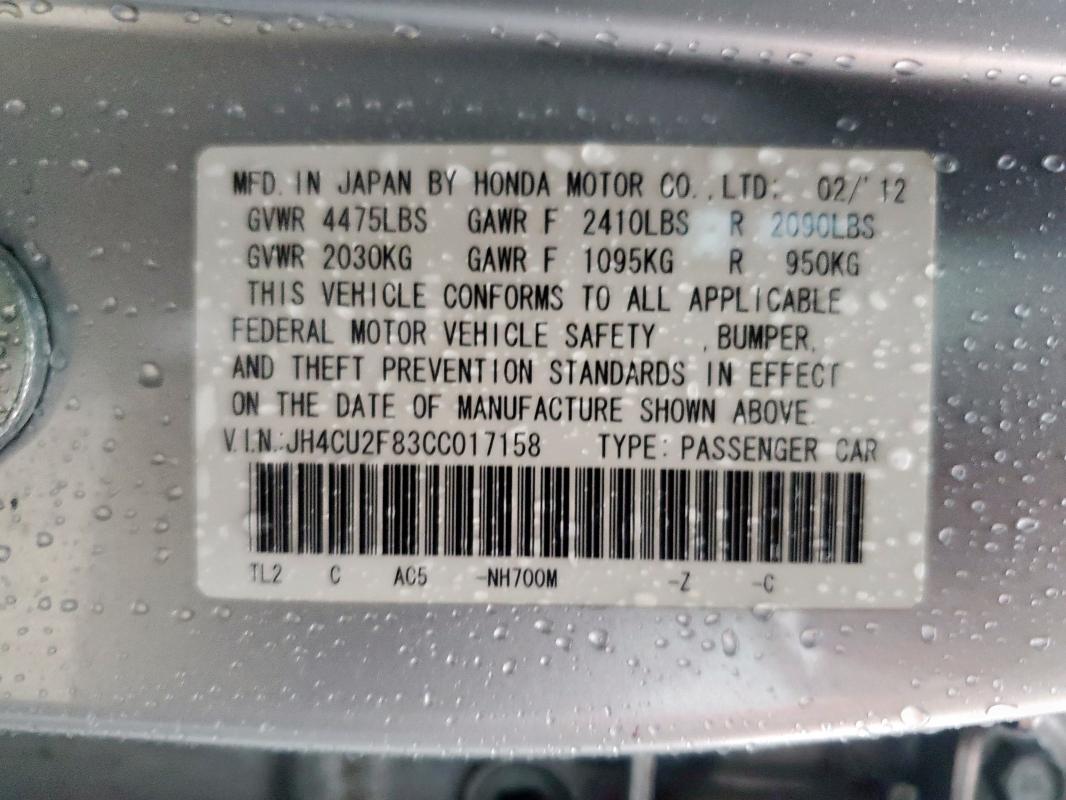 MFD. IN JAPAN BY HONDA MOTOR CO.,LTD: 02/'12
GVWR 4475LBS GAWR F 2410LBS R 2090LBS
GVWR 2030KG GAWR F 1095KG R 950KG
THIS VEHICLE CONFORMS TO ALL APPLICABLE
FEDERAL MOTOR VEHICLE SAFETY , BUMPER,
AND THEFT PREVENTION STANDARDS IN EFFECT
ON THE DATE OF MANUFACTURE SHOWN ABOVE.
V.I.N.:JH4CU2F83CC017158 TYPE: PASSENGER CAR
TL2 C AC5 -NH700M -Z -C